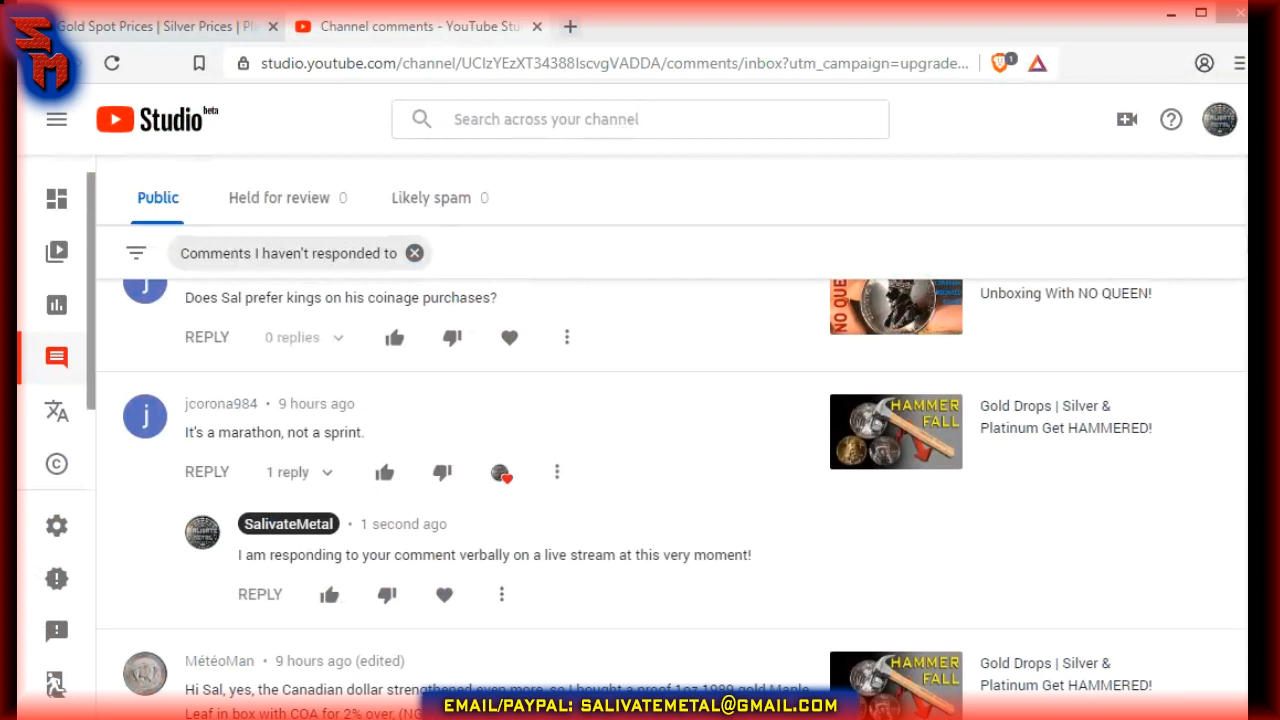 SM
Gold Spot Prices | Silver Prices | Pl
Channel comments - YouTube Stu
studio.youtube.com/channel/UCIzYEzXT34388IscvgVADDA/comments/inbox?utm_campaign=upgrade...
1
Studio beta
Search across your channel
Public
Held for review 0
Likely spam 0
Comments I haven't responded to
Does Sal prefer kings on his coinage purchases?
NO QUE
Unboxing With NO QUEEN!
REPLY 0 replies
j
jcorona984 • 9 hours ago
It's a marathon, not a sprint.
REPLY 1 reply
HAMMER
FALL
Gold Drops | Silver &
Platinum Get HAMMERED!
SalivateMetal • 1 second ago
I am responding to your comment verbally on a live stream at this very moment!
REPLY
MétéoMan • 9 hours ago (edited)
Hi Sal, yes, the Canadian dollar strengthened even more, so I bought a proof 1oz 1989 gold Maple
Leaf in box with COA for 2% over, (NG
HAMMER
FALL
Gold Drops | Silver &
Platinum Get HAMMERED!
EMAIL/PAYPAL: SALIVATEMETAL@GMAIL.COM